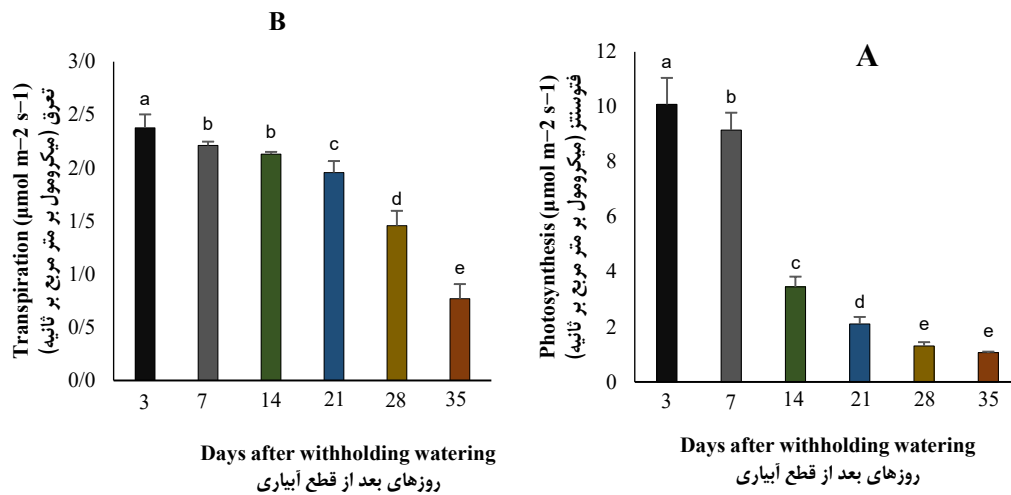 B
Transpiration (µmol m−2 s−1)
تعرق (میکرومول بر متر مربع بر ثانیه)
3/0
2/5
2/0
1/5
1/0
0/5
0/0
a
b
b
c
d
e
3 7 14 21 28 35
Days after withholding watering
روزهای بعد از قطع آبیاری
A
Photosynthesis (µmol m−2 s−1)
فتوسنتز (میکرومول بر متر مربع بر ثانیه)
12
10
8
6
4
2
0
a
b
c
d
e
e
3 7 14 21 28 35
Days after withholding watering
روزهای بعد از قطع آبیاری